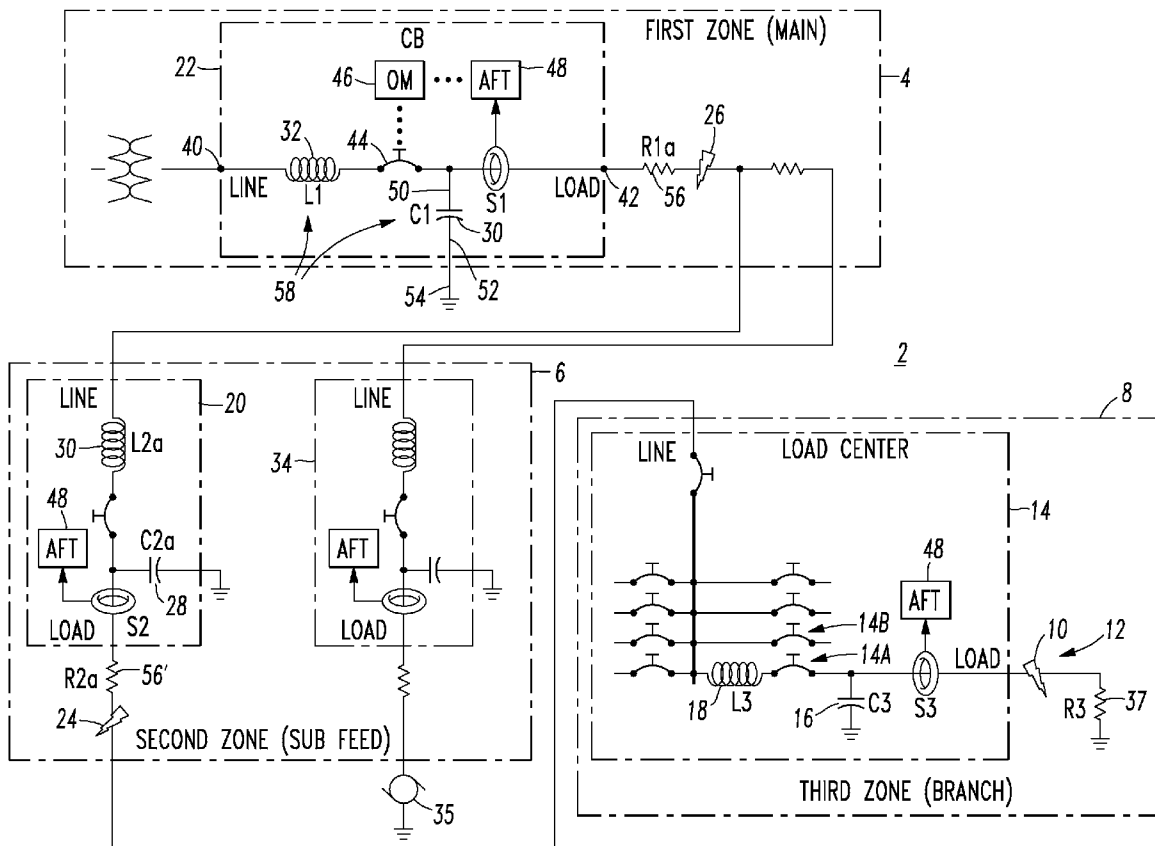 FIRST ZONE (MAIN)
CB
22
46
OM
AFT
48
4
26
40
32
44
R1a
LINE
L1
50
S1
LOAD
42
56
C1
30
58
54
52
2
6
8
LINE
20
LINE
30
L2a
34
LINE
LOAD CENTER
14
48
AFT
C2a
AFT
48
AFT
28
S2
LOAD
LOAD
14B
14A
10
12
LOAD
R2a
56'
18
L3
16
C3
S3
R3
37
24
SECOND ZONE (SUB FEED)
35
THIRD ZONE (BRANCH)